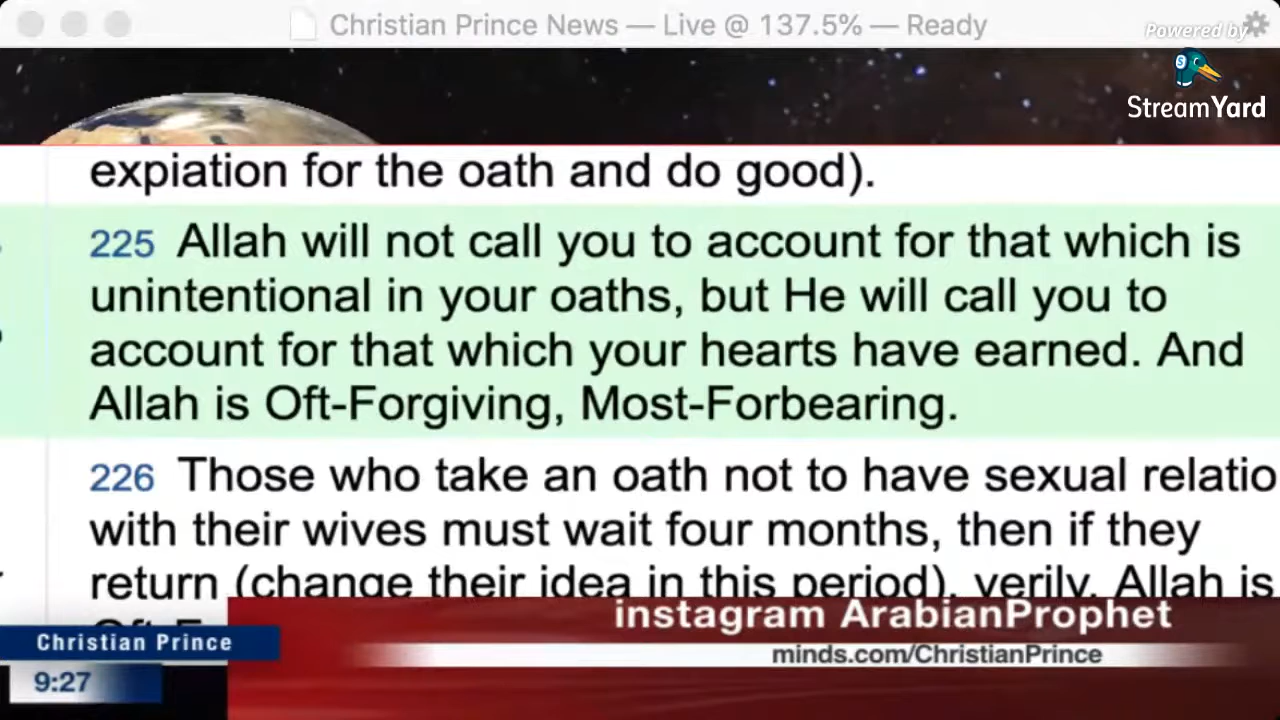 Christian Prince News — Live @ 137.5% — Ready
Powered by
StreamYard
expiation for the oath and do good).
225 Allah will not call you to account for that which is
unintentional in your oaths, but He will call you to
account for that which your hearts have earned. And
Allah is Oft-Forgiving, Most-Forbearing.
226 Those who take an oath not to have sexual relatio
with their wives must wait four months, then if they
return (change their idea in this period), verily, Allah is
instagram ArabianProphet
Christian Prince
minds.com/ChristianPrince
9:27